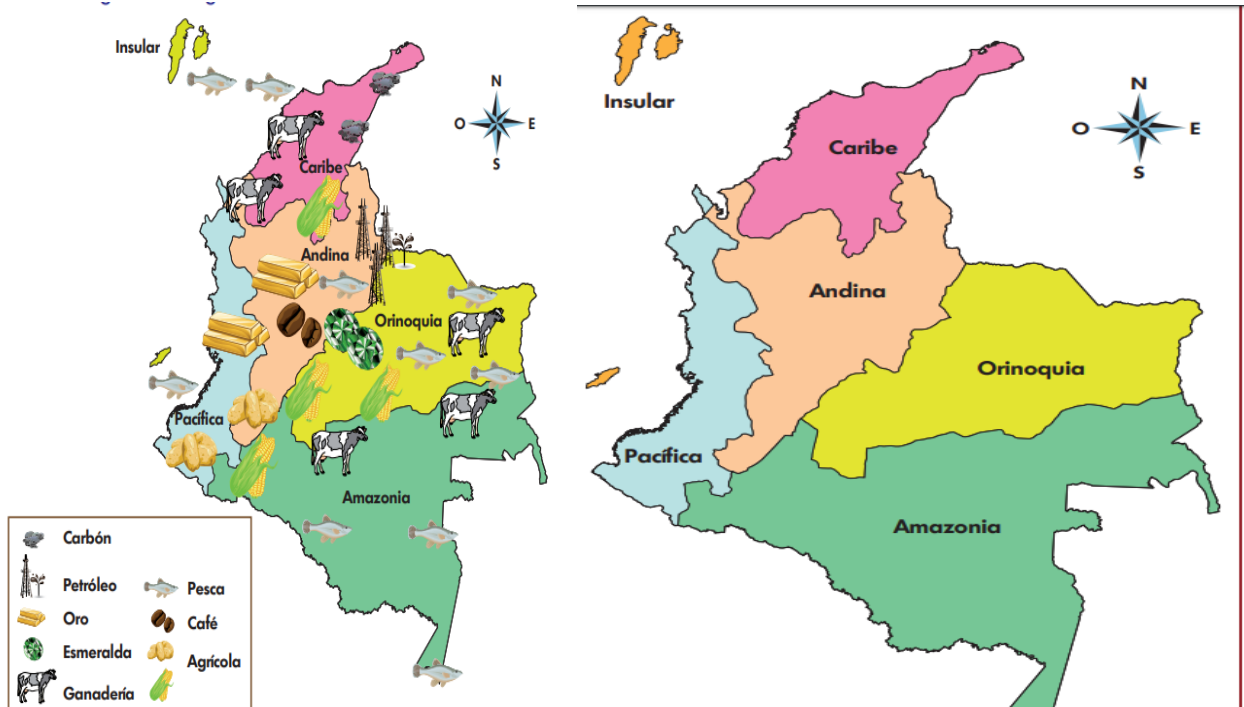 Insular
N
O
E
S
Caribe
Andina
Orinoquia
Pacífica
Amazonia
Carbón
Petróleo
Oro
Esmeralda
Ganadería
Pesca
Café
Agrícola
Insular
N
O
E
S
Caribe
Andina
Orinoquia
Pacífica
Amazonia